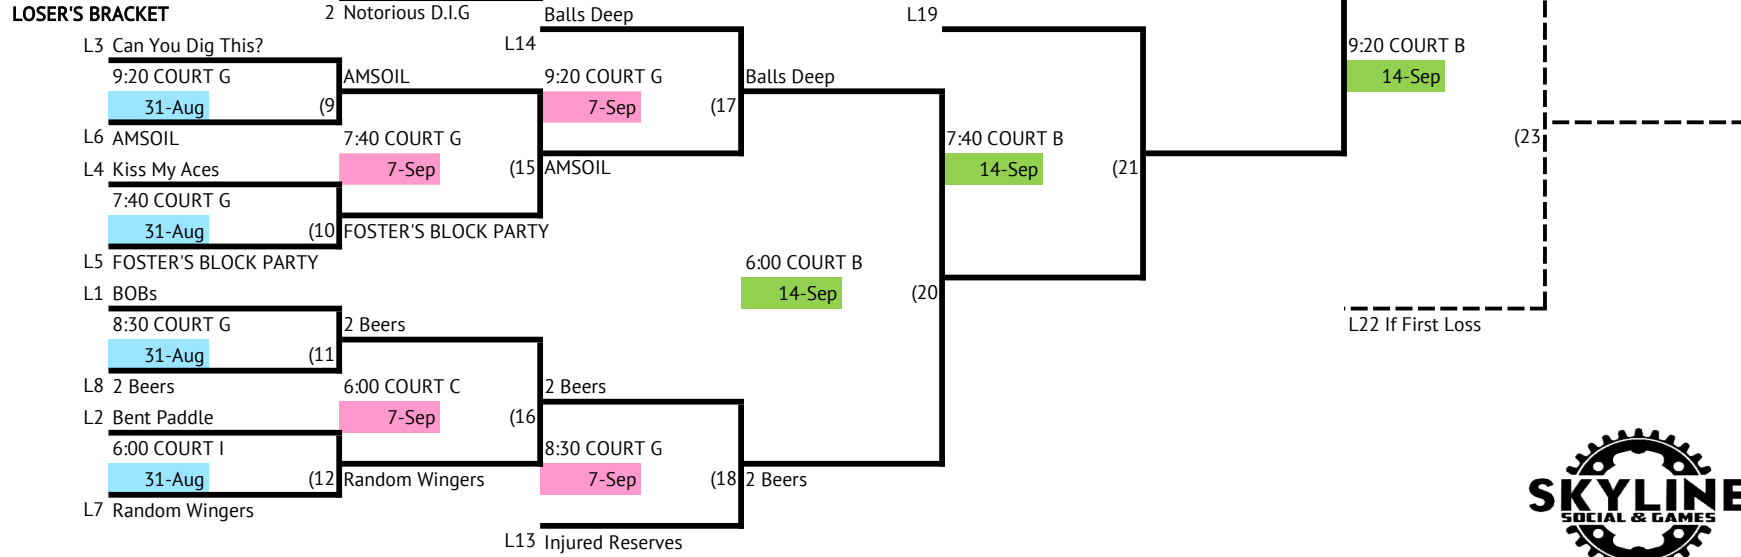 LOSER'S BRACKET
2 Notorious D.I.G
Balls Deep
L19
L14
L3 Can You Dig This?
9:20 COURT B
9:20 COURT G
AMSOIL
9:20 COURT G
Balls Deep
14-Sep
31-Aug
(9
7-Sep
(17
L6 AMSOIL
7:40 COURT G
7:40 COURT B
(23
L4 Kiss My Aces
7-Sep
(15
AMSOIL
14-Sep
(21
7:40 COURT G
31-Aug
(10
FOSTER'S BLOCK PARTY
L5 FOSTER'S BLOCK PARTY
6:00 COURT B
L1 BOBs
14-Sep
(20
8:30 COURT G
2 Beers
L22 If First Loss
31-Aug
(11
L8 2 Beers
6:00 COURT C
2 Beers
L2 Bent Paddle
7-Sep
(16
6:00 COURT I
8:30 COURT G
31-Aug
(12
Random Wingers
7-Sep
(18
2 Beers
L7 Random Wingers
L13 Injured Reserves
SKYLINE
SOCIAL & GAMES